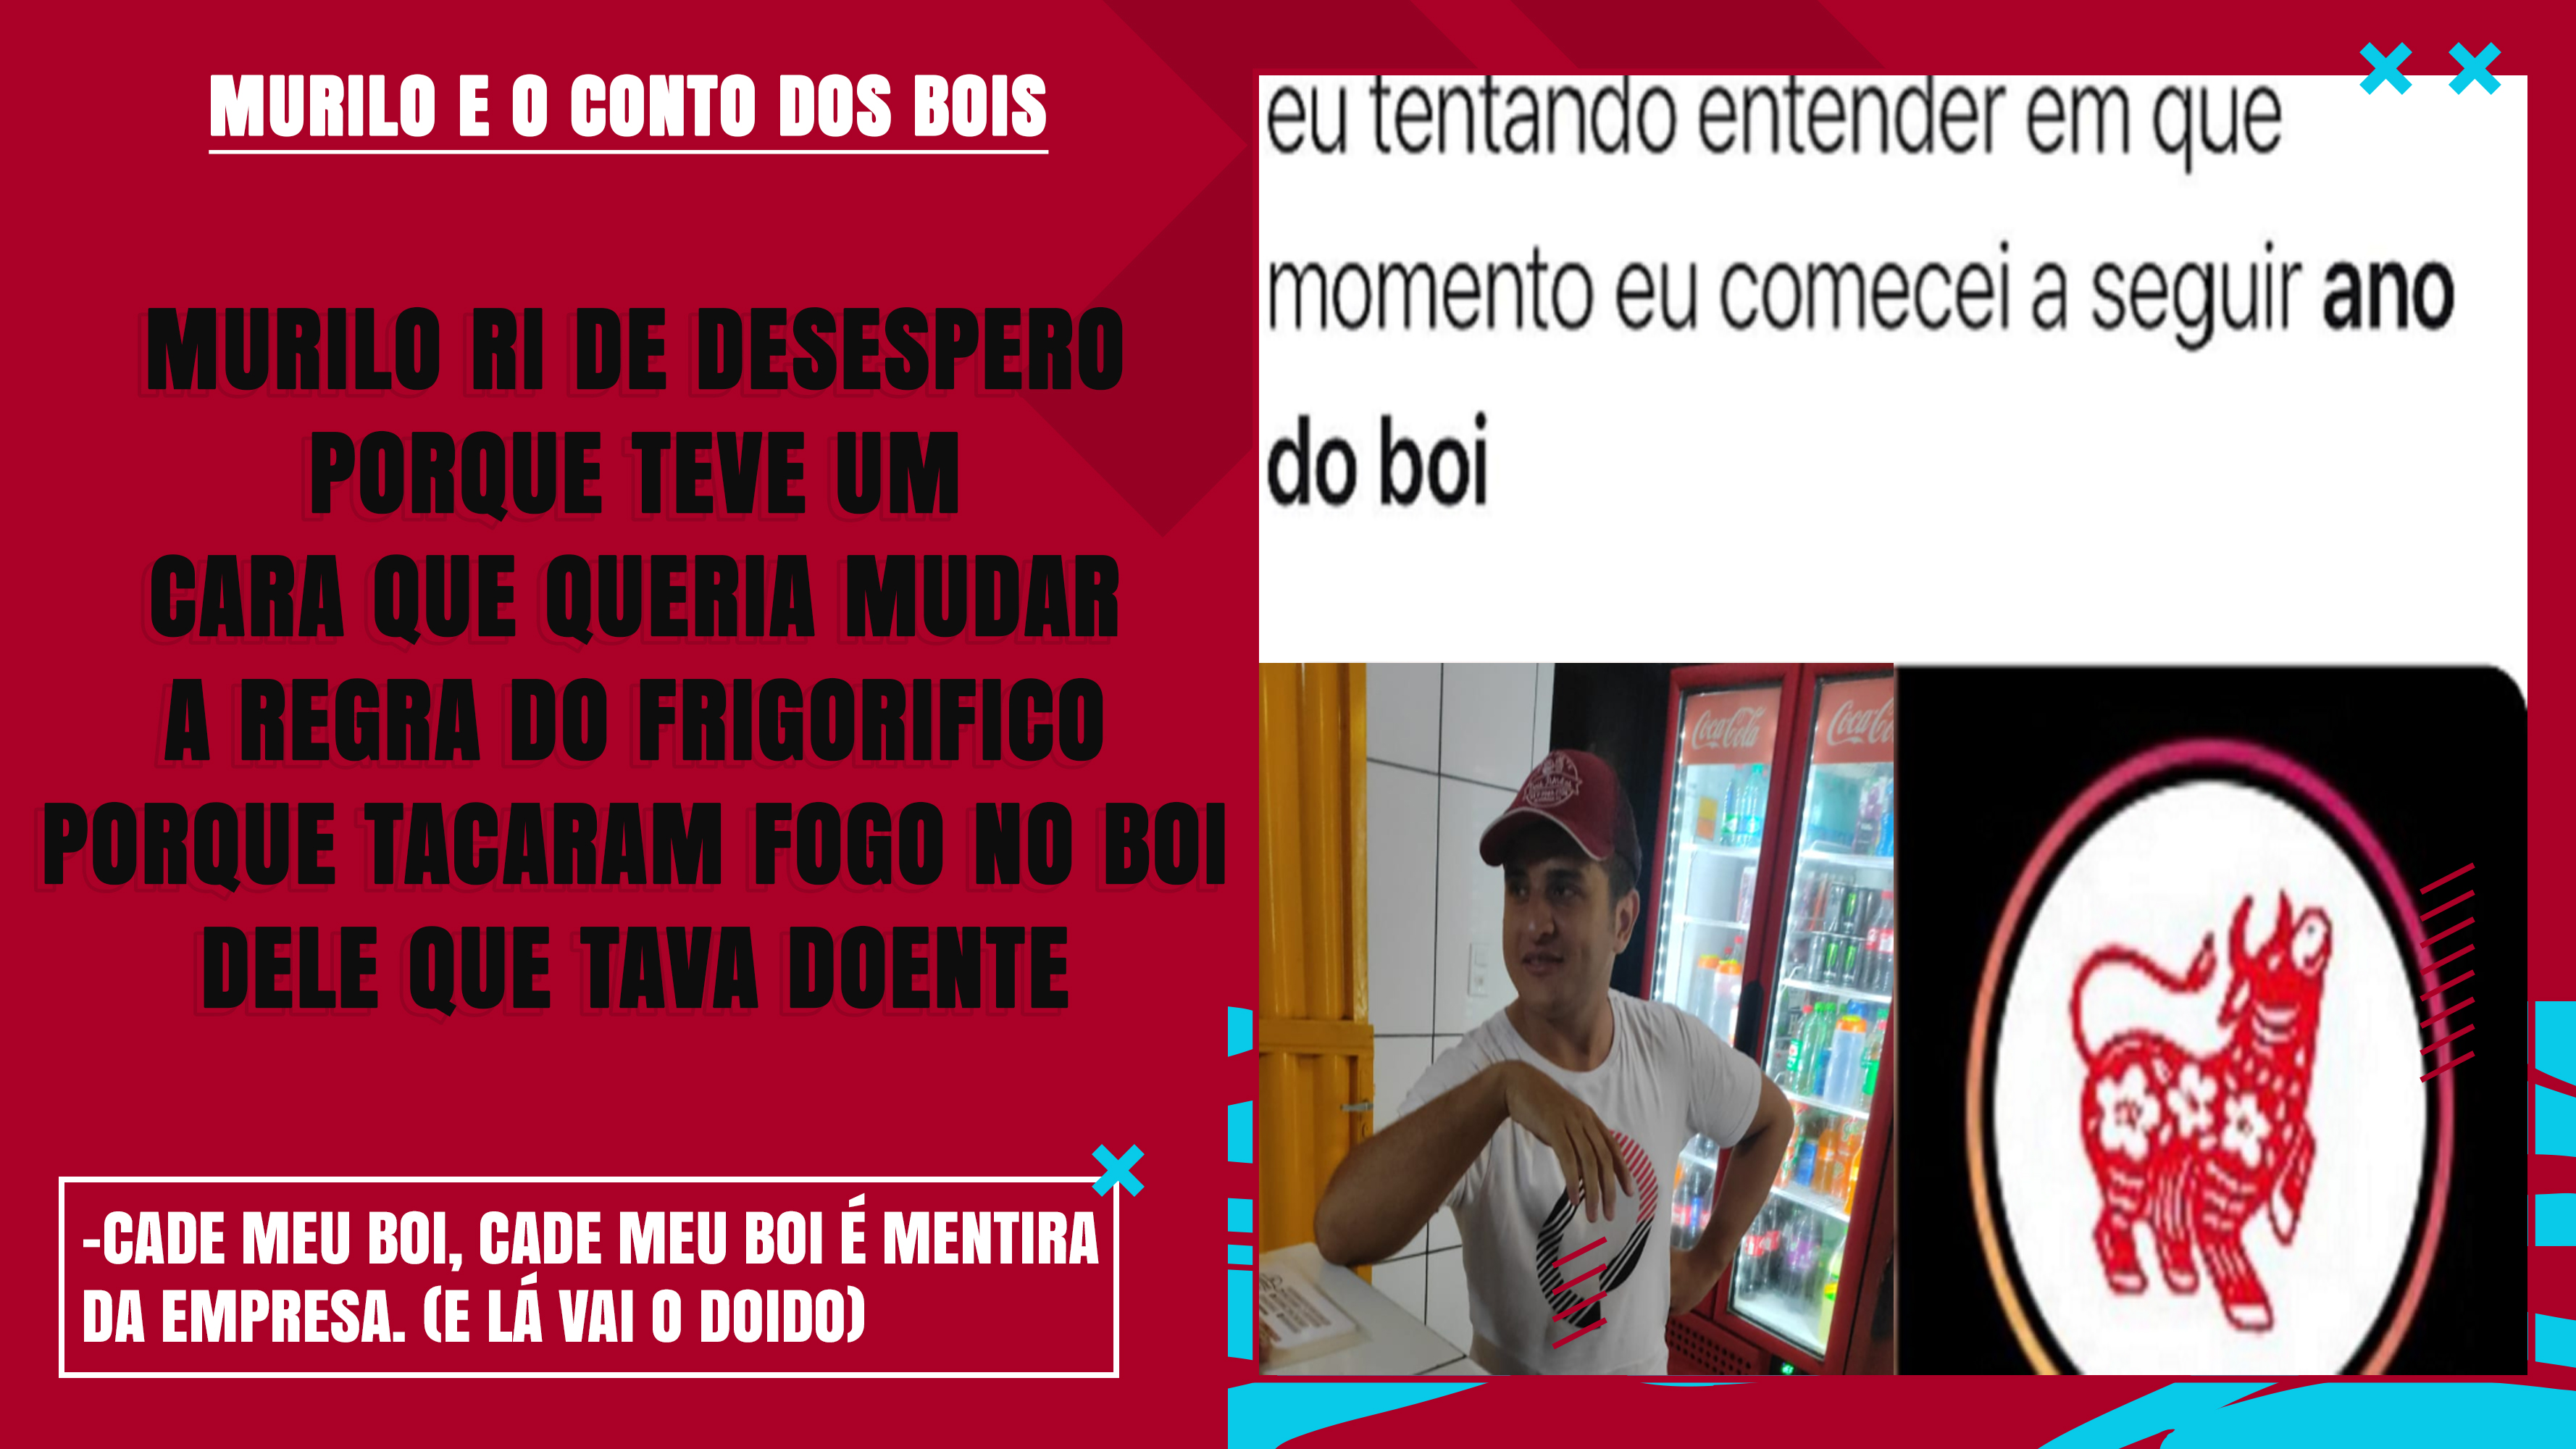 MURILO E O CONTO DOS BOIS
MURILO RI DE DESESPERO
PORQUE TEVE UM
CARA QUE QUERIA MUDAR
A REGRA DO FRIGORIFICO
PORQUE TACARAM FOGO NO BOI
DELE QUE TAVA DOENTE
-CADE MEU BOI, CADE MEU BOI É MENTIRA
DA EMPRESA. (E LÁ VAI O DOIDO)
eu tentando entender em que
momento eu comecei a seguir ano
do boi
Coca-Cola
Coca-C